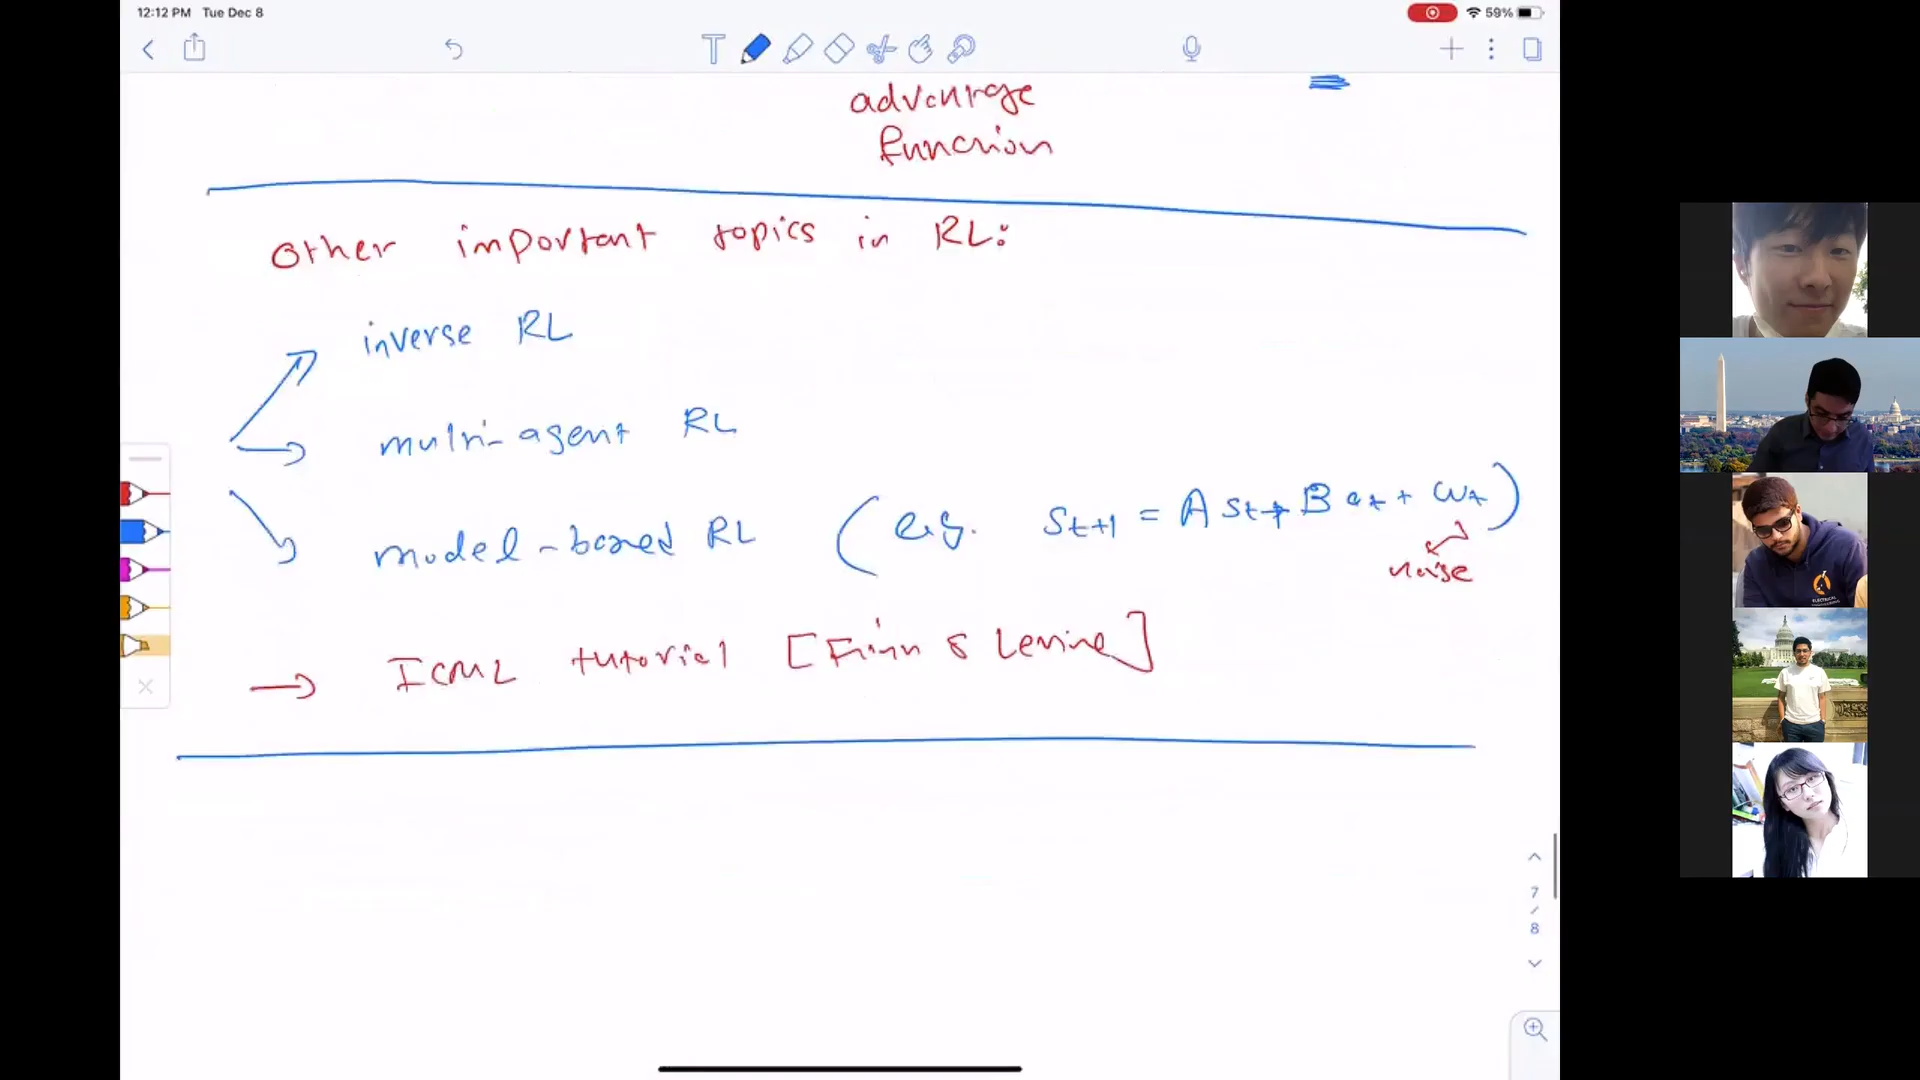 12:12 PM Tue Dec 8
59%
advantage
function
other important topics in RL:
inverse RL
multi-agent RL
model-based RL (e.g. St+1 = A St + B at + wt)
noise
ICML tutorial [Finn & Levine]
7
/
8